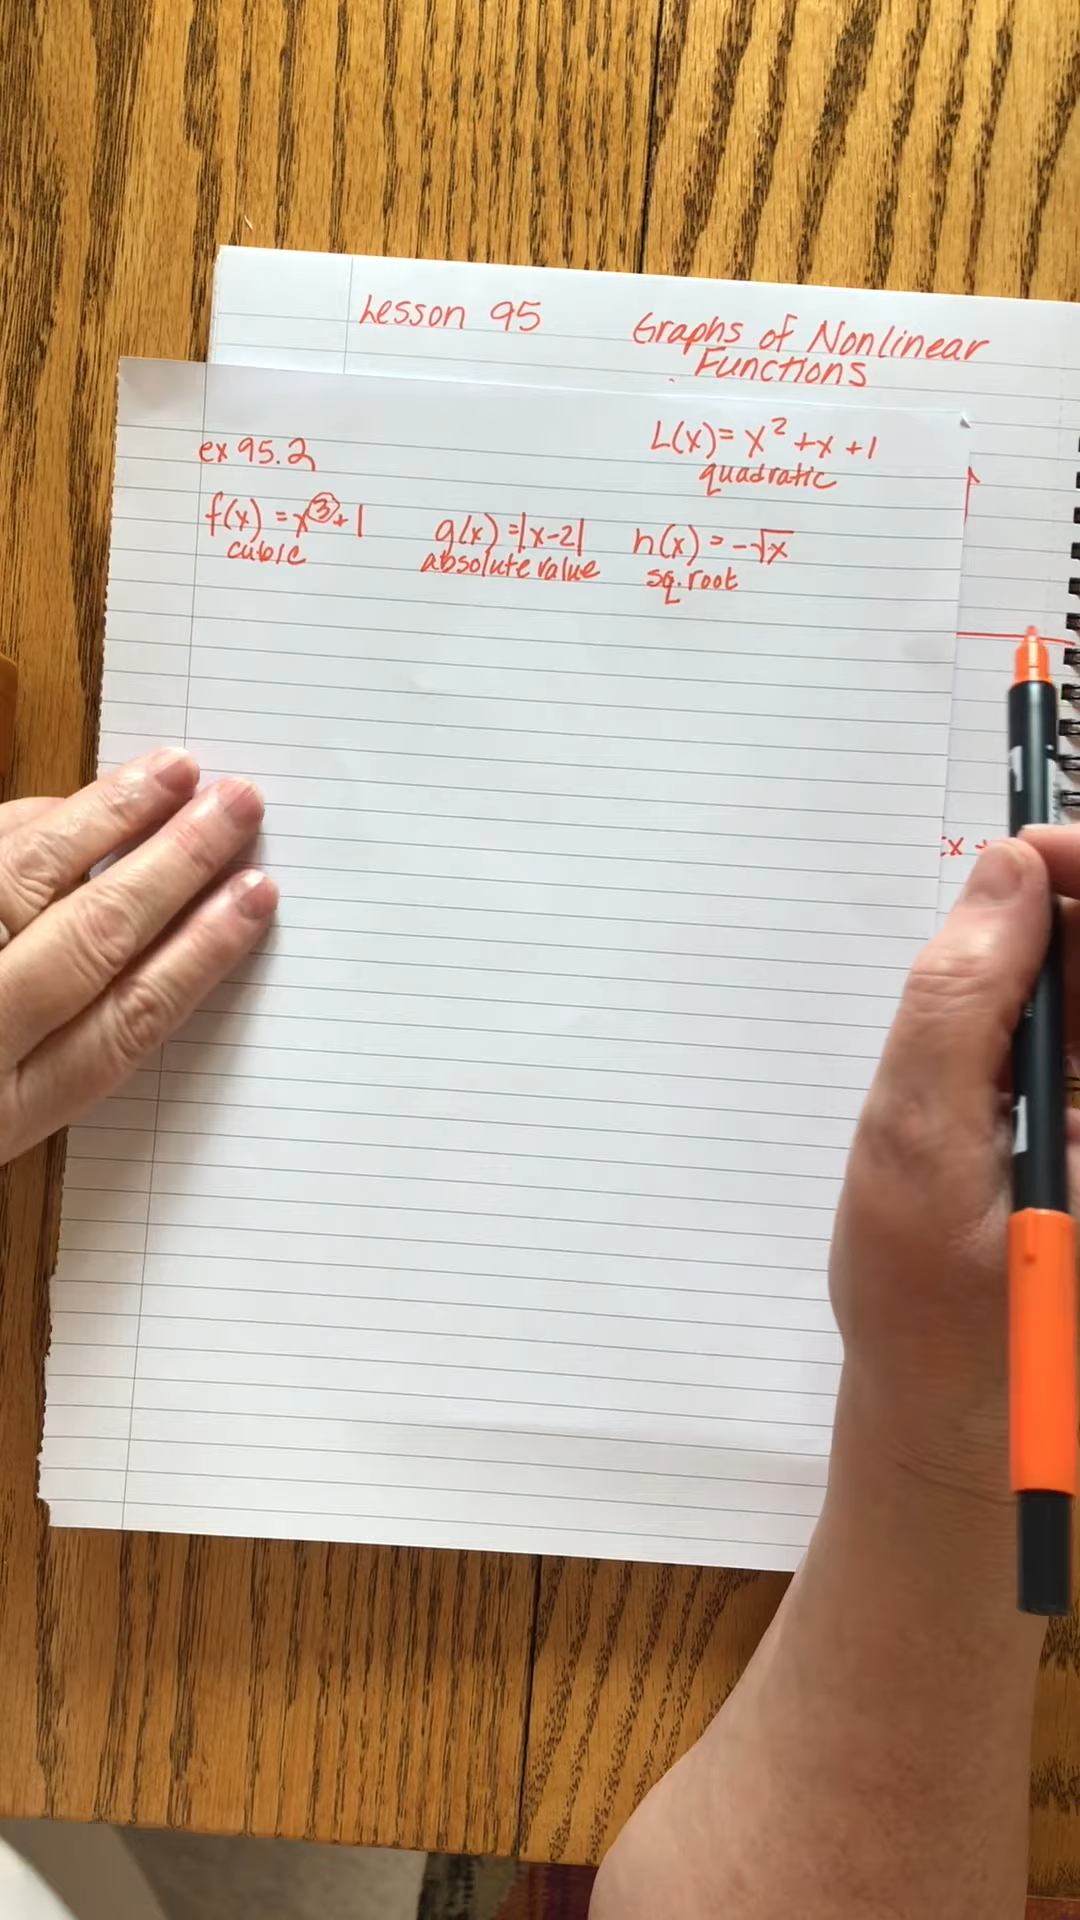 Lesson 95
Graphs of Nonlinear
Functions
ex 95.2
L(x)= x² +x +1
quadratic
f(x) = x³+1
cubic
g(x) =|x-2|
absolute value
h(x) = -√x
sq. root
x +